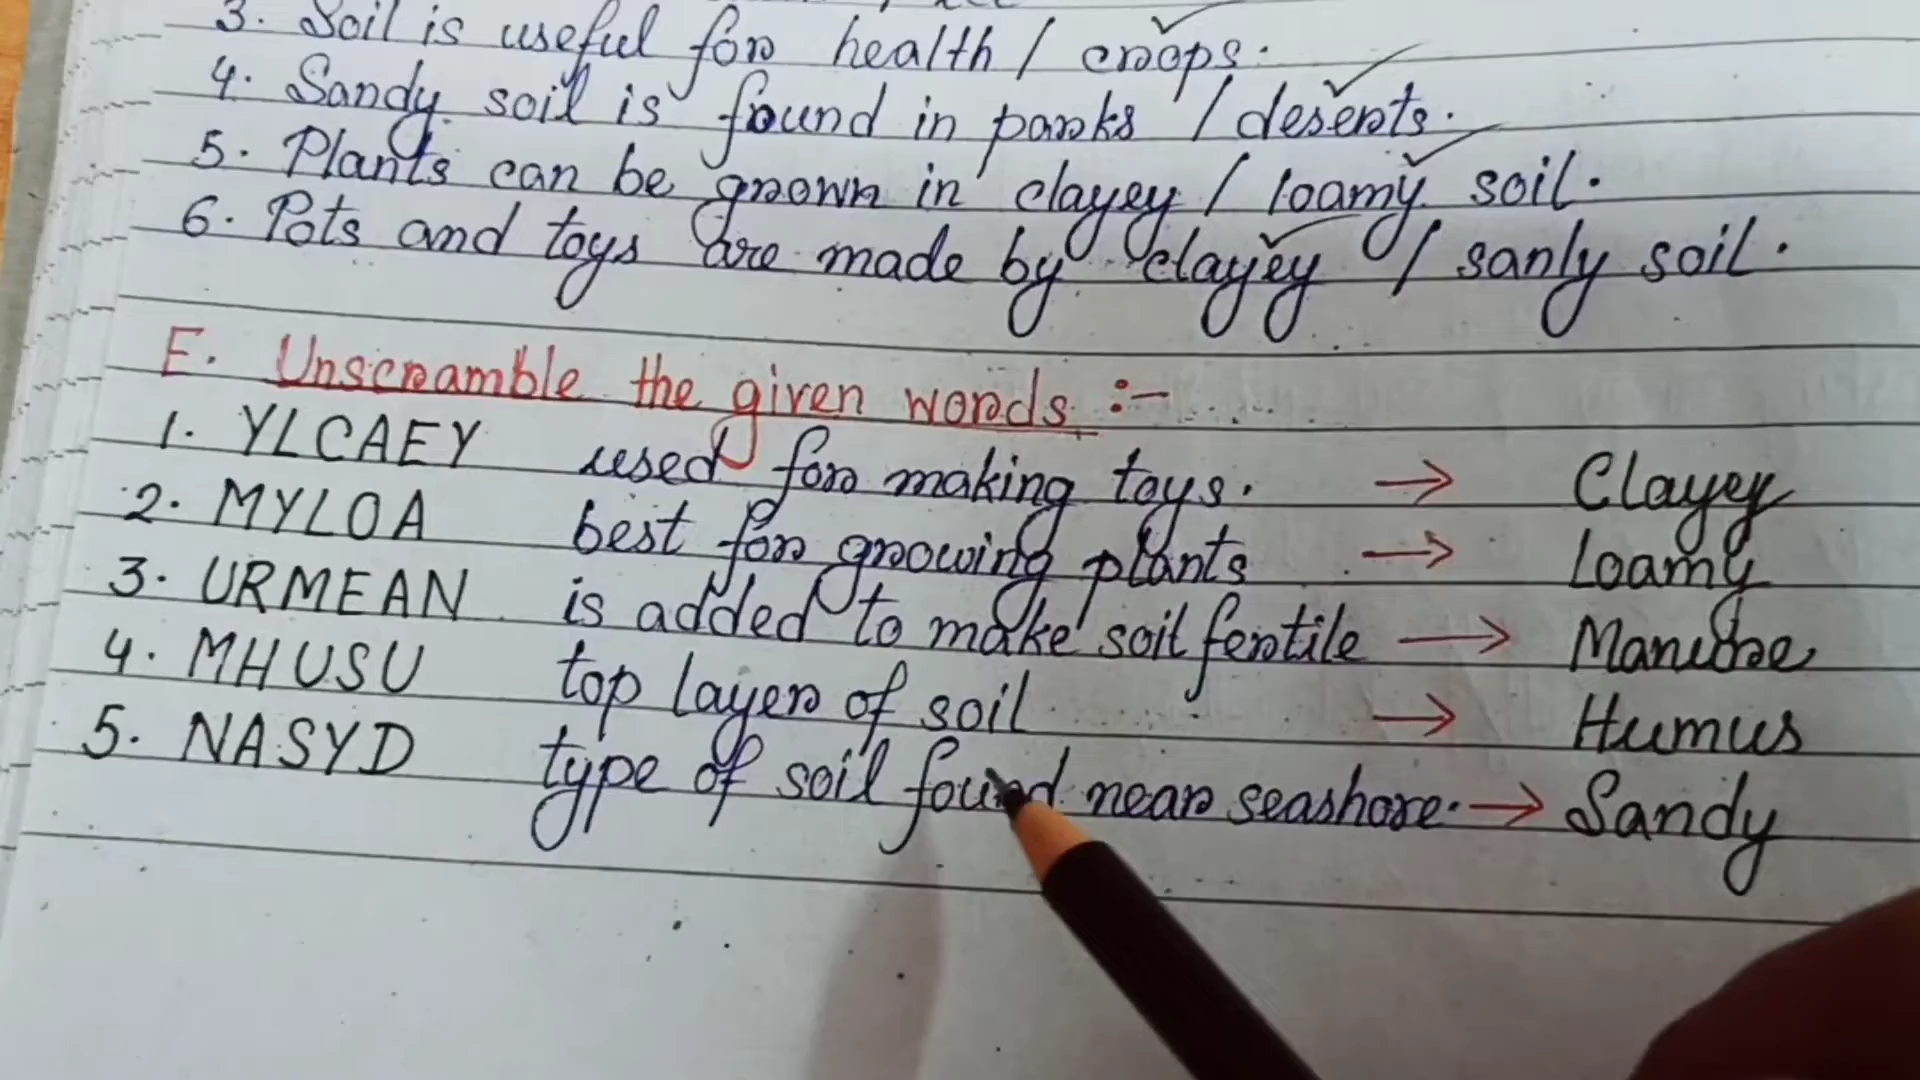 3. Soil is useful for health / crops.
4. Sandy soil is found in parks / deserts.
5. Plants can be grown in clayey / loamy soil.
6. Pots and toys are made by clayey / sanly soil.
E. Unscramble the given words :-
1. YLCAEY used for making toys. → Clayey
2. MYLOA best for growing plants → Loamy
3. URMEAN is added to make soil fertile → Manure
4. MHUSU top layer of soil → Humus
5. NASYD type of soil found near seashore. → Sandy